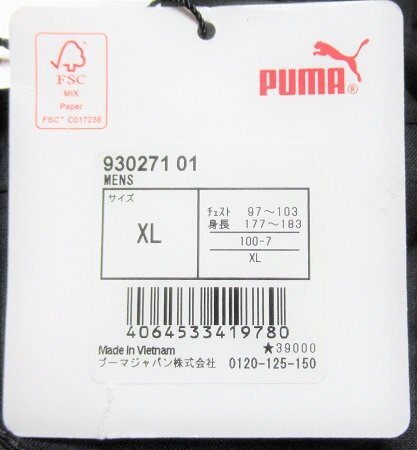 FSC
MIX
Paper
FSC™ C017236
PUMA®
930271 01
MENS
サイズ
XL
チェスト 97～103
身長 177～183
100-7
XL
4064533419780
Made in Vietnam ★39000
プーマジャパン株式会社 0120-125-150